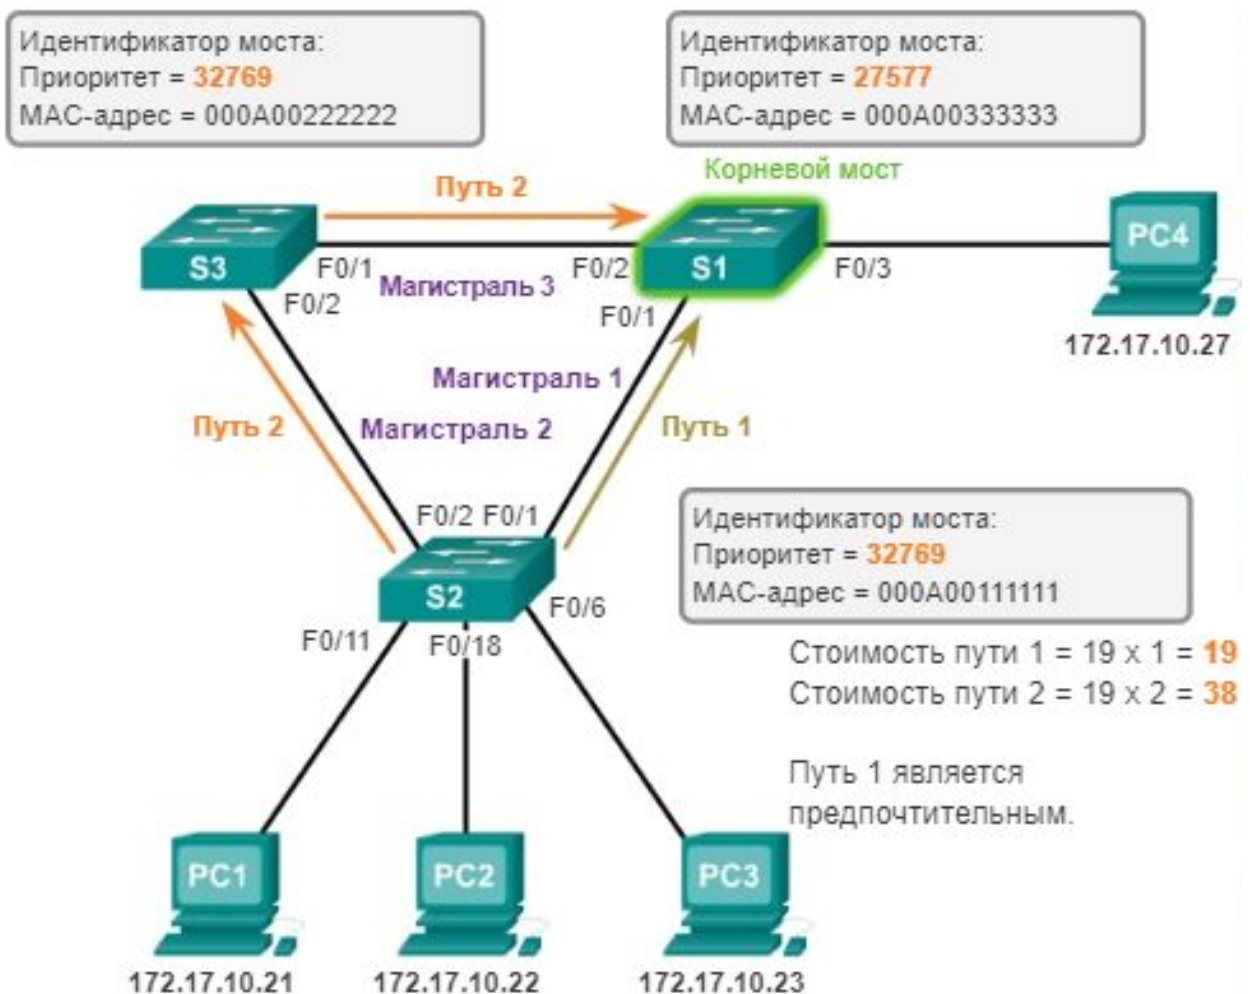 Идентификатор моста:
Приоритет = 32769
МАС-адрес = 000A00222222
Идентификатор моста:
Приоритет = 27577
МАС-адрес = 000A00333333
Корневой мост
Путь 2
S3
F0/1
F0/2
S1
F0/3
PC4
F0/2
Магистраль 3
F0/1
172.17.10.27
Магистраль 1
Путь 2
Магистраль 2
Путь 1
F0/2 F0/1
Идентификатор моста:
Приоритет = 32769
МАС-адрес = 000A00111111
S2
F0/6
F0/11
F0/18
Стоимость пути 1 = 19 x 1 = 19
Стоимость пути 2 = 19 x 2 = 38
Путь 1 является
предпочтительным.
PC1
PC2
PC3
172.17.10.21
172.17.10.22
172.17.10.23